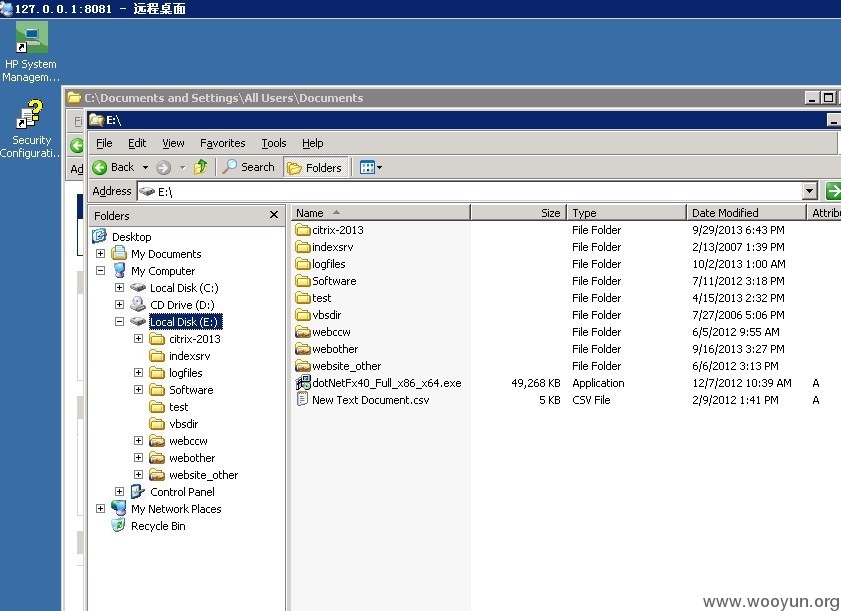 127.0.0.1:8081 - 远程桌面
HP System
Managem...
Security
Configurati...
C:\Documents and Settings\All Users\Documents
E:\
File Edit View Favorites Tools Help
Back Search Folders
Address E:\
Folders
Desktop
My Documents
My Computer
Local Disk (C:)
CD Drive (D:)
Local Disk (E:)
citrix-2013
indexsrv
logfiles
Software
test
vbsdir
webccw
webother
website_other
Control Panel
My Network Places
Recycle Bin
Name Size Type Date Modified Attribu
citrix-2013 File Folder 9/29/2013 6:43 PM
indexsrv File Folder 2/13/2007 1:39 PM
logfiles File Folder 10/2/2013 1:00 AM
Software File Folder 7/11/2012 3:18 PM
test File Folder 4/15/2013 2:32 PM
vbsdir File Folder 7/27/2006 5:06 PM
webccw File Folder 6/5/2012 9:55 AM
webother File Folder 9/16/2013 3:27 PM
website_other File Folder 6/6/2012 3:13 PM
dotNetFx40_Full_x86_x64.exe 49,268 KB Application 12/7/2012 10:39 AM A
New Text Document.csv 5 KB CSV File 2/9/2012 1:41 PM A
www.wooyun.org